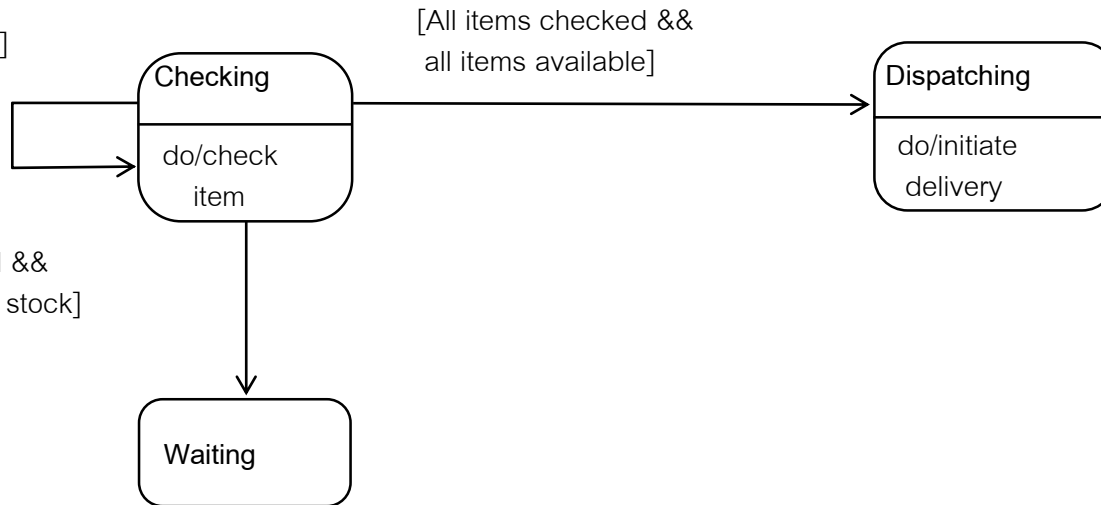 [All items checked &&
all items available]
]
Checking
do/check
item
Dispatching
do/initiate
delivery
&&
stock]
Waiting